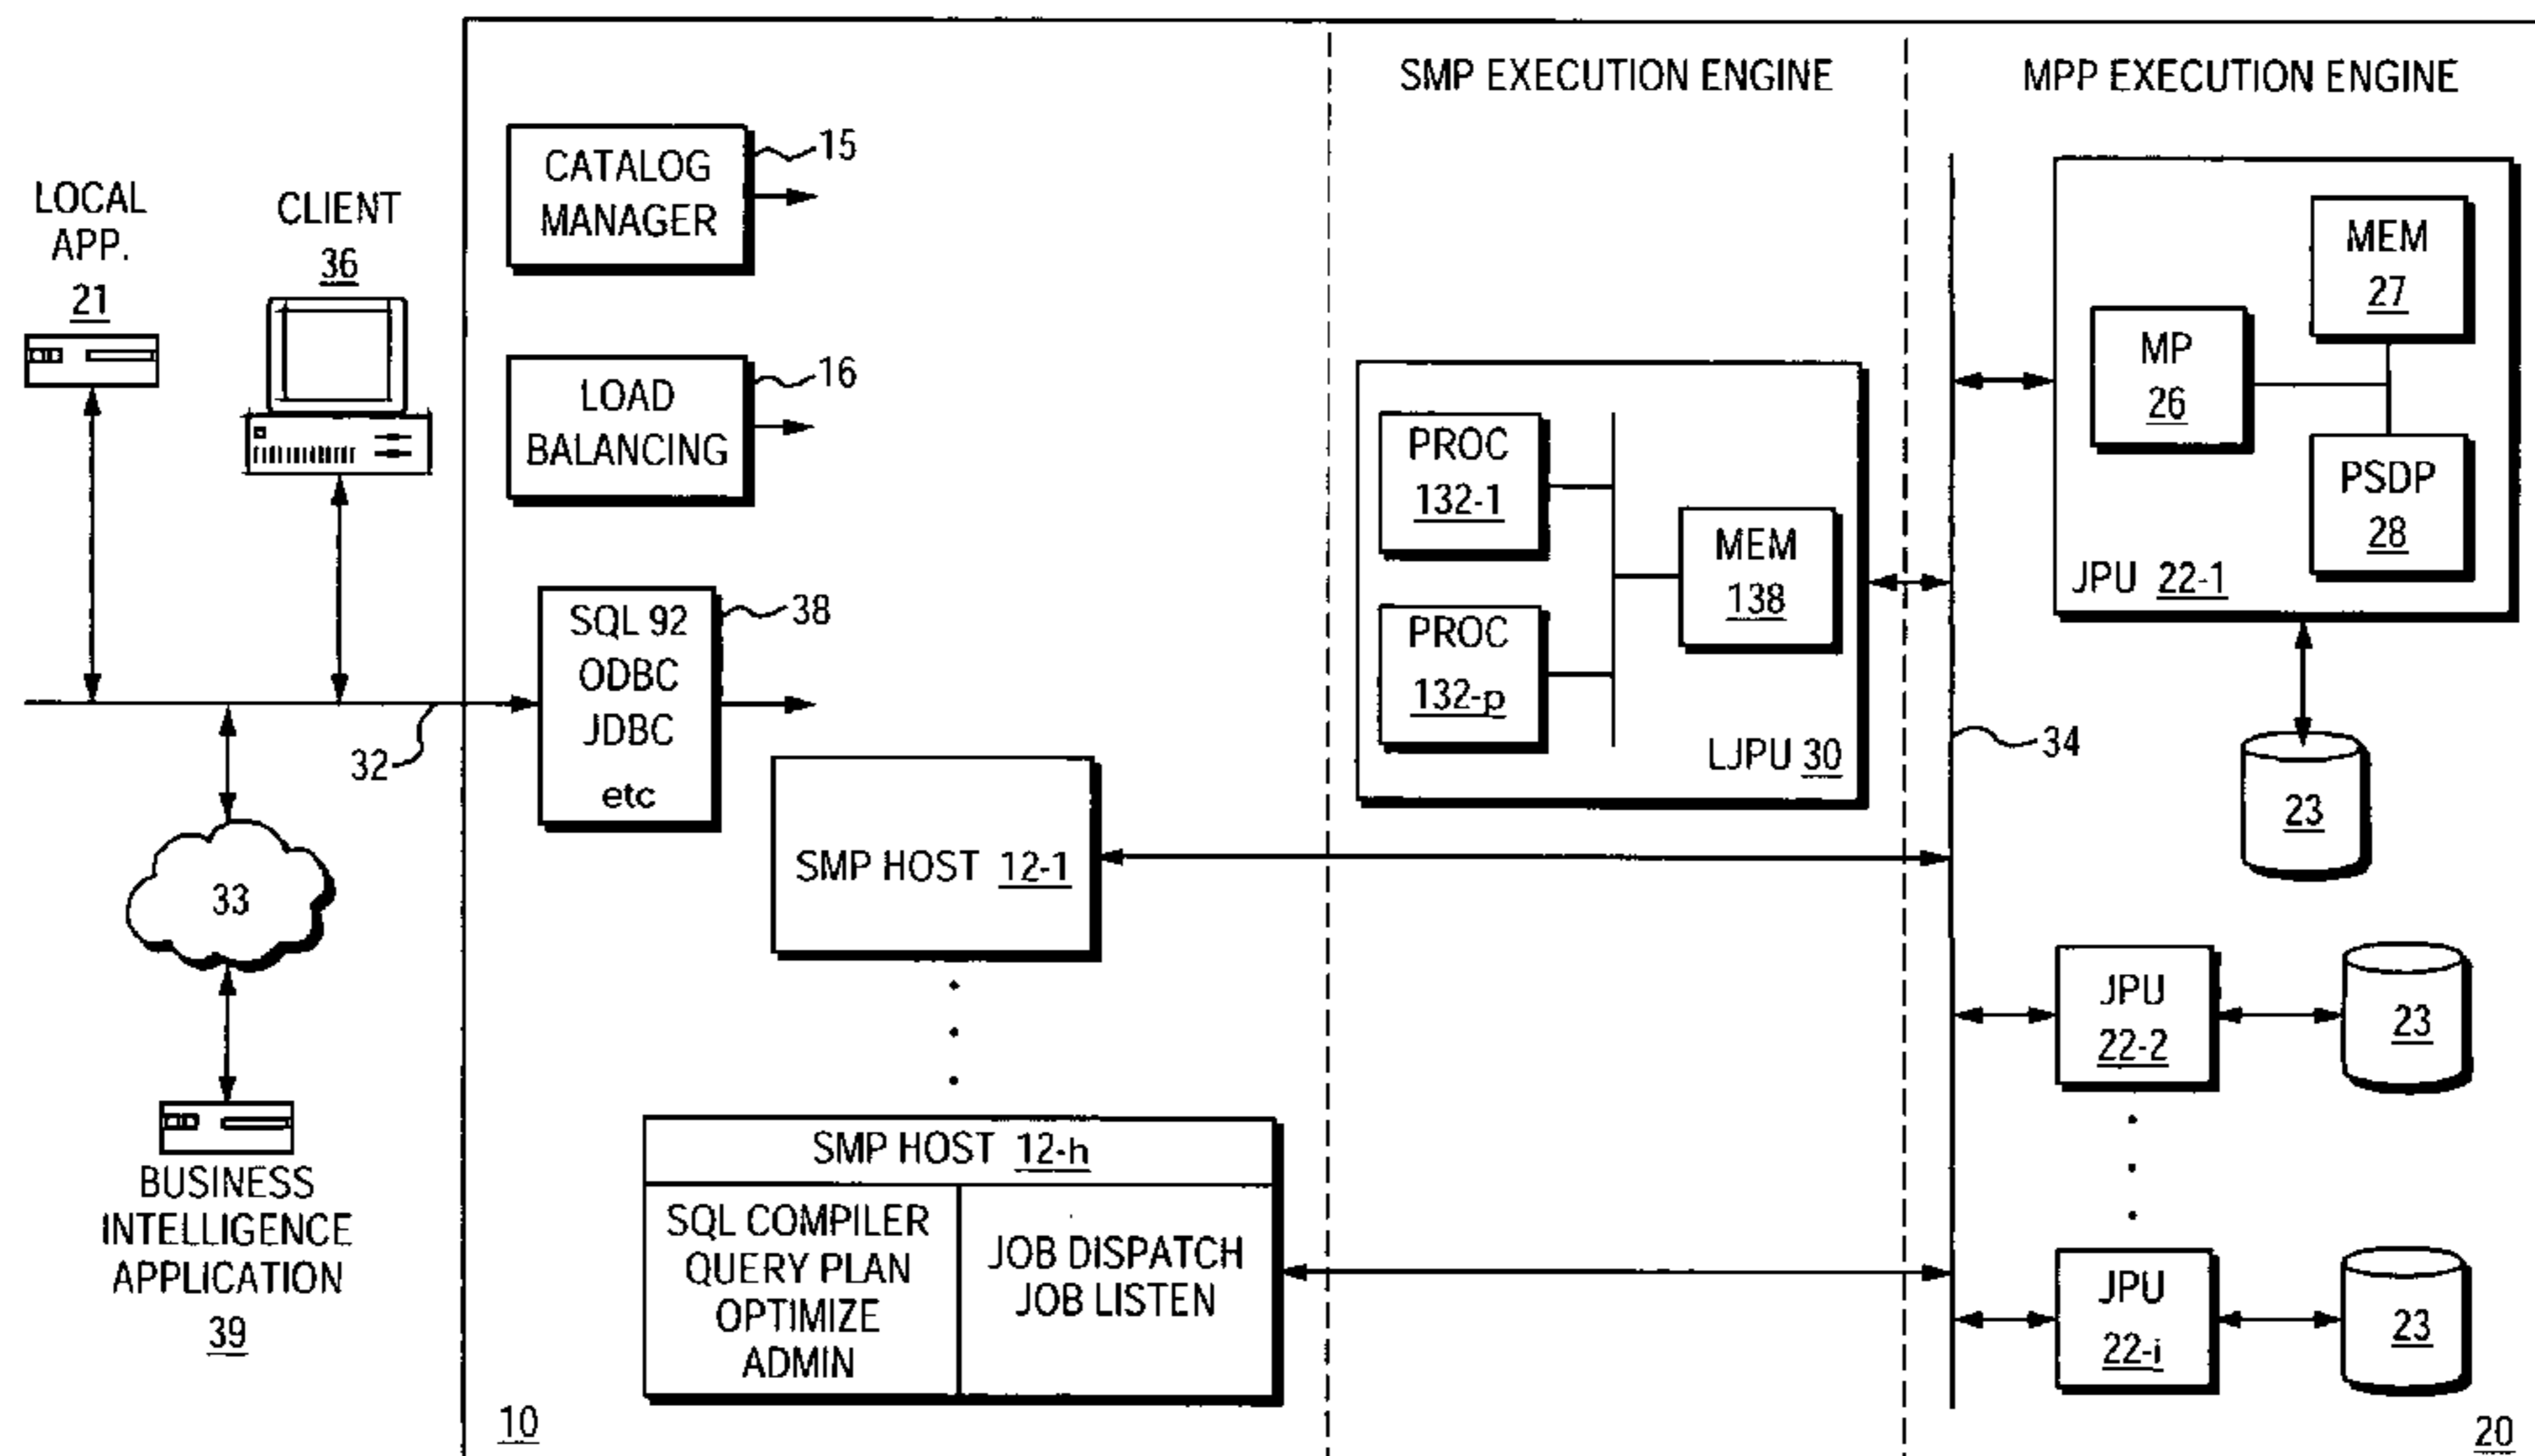 LOCAL
APP.
21
CLIENT
36
32
33
BUSINESS
INTELLIGENCE
APPLICATION
39
CATALOG
MANAGER
15
LOAD
BALANCING
16
SQL 92
ODBC
JDBC
etc
38
SMP HOST 12-1
SMP HOST 12-h
SQL COMPILER
QUERY PLAN
OPTIMIZE
ADMIN
JOB DISPATCH
JOB LISTEN
10
SMP EXECUTION ENGINE
PROC
132-1
PROC
132-p
MEM
138
LJPU 30
MPP EXECUTION ENGINE
MEM
27
MP
26
PSDP
28
JPU 22-1
34
23
JPU
22-2
23
JPU
22-i
23
20